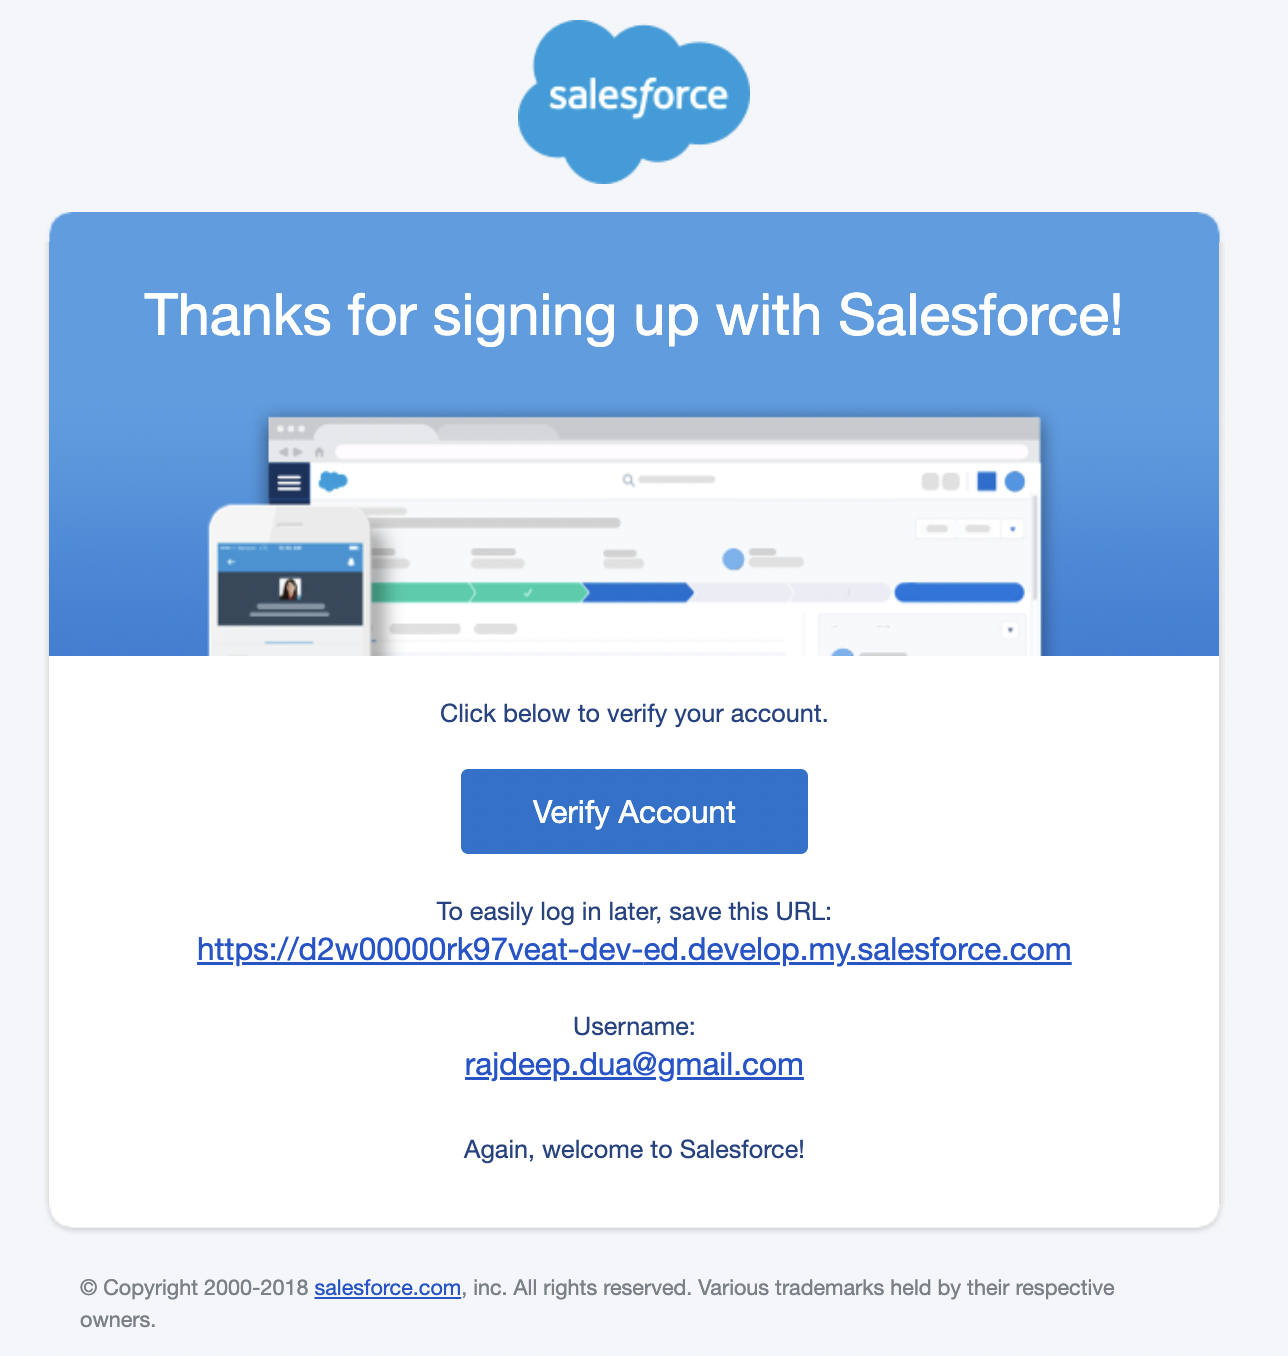 salesforce
Thanks for signing up with Salesforce!
Click below to verify your account.
Verify Account
To easily log in later, save this URL:
https://d2w00000rk97veat-dev-ed.develop.my.salesforce.com
Username:
rajdeep.dua@gmail.com
Again, welcome to Salesforce!
© Copyright 2000-2018 salesforce.com, inc. All rights reserved. Various trademarks held by their respective
owners.